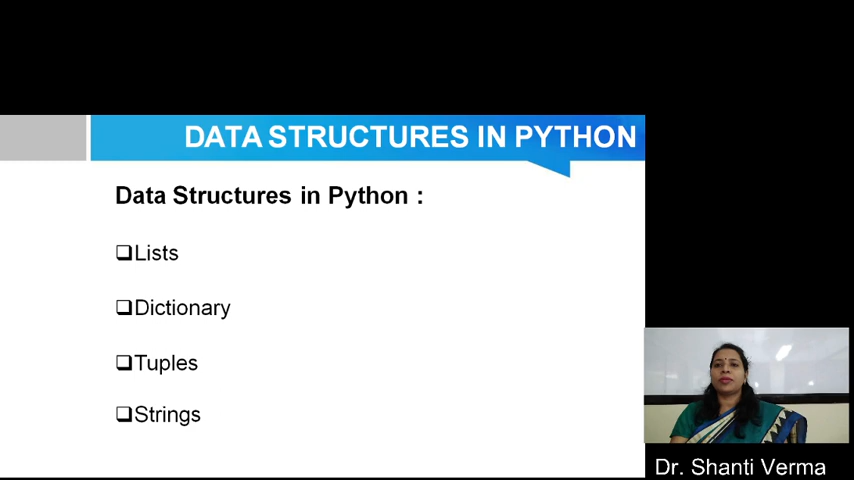 DATA STRUCTURES IN PYTHON
Data Structures in Python :
Lists
Dictionary
Tuples
Strings
Dr. Shanti Verma